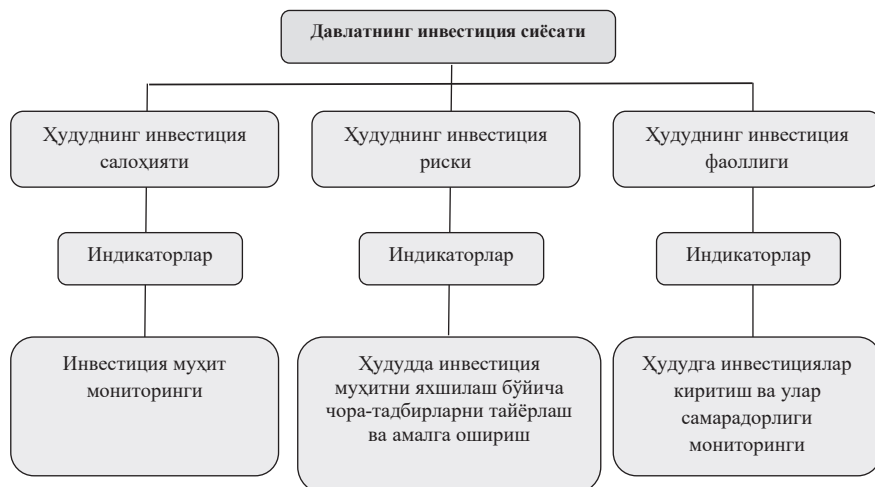 Давлатнинг инвестиция сиёсати
Ҳудуднинг инвестиция
салоҳияти
Ҳудуднинг инвестиция
риски
Ҳудуднинг инвестиция
фаоллиги
Индикаторлар
Индикаторлар
Индикаторлар
Инвестиция муҳит
мониторинги
Ҳудудда инвестиция
муҳитни яхшилаш бўйича
чора-тадбирларни тайёрлаш
ва амалга ошириш
Ҳудудга инвестициялар
киритиш ва улар
самарадорлиги
мониторинги